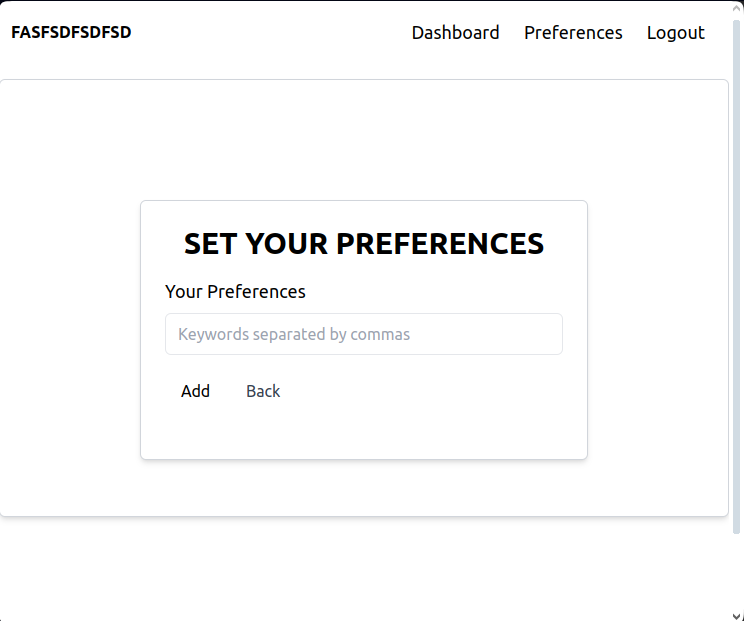 FASFSDFSDFSD Dashboard Preferences Logout
SET YOUR PREFERENCES
Your Preferences
Keywords separated by commas
Add Back